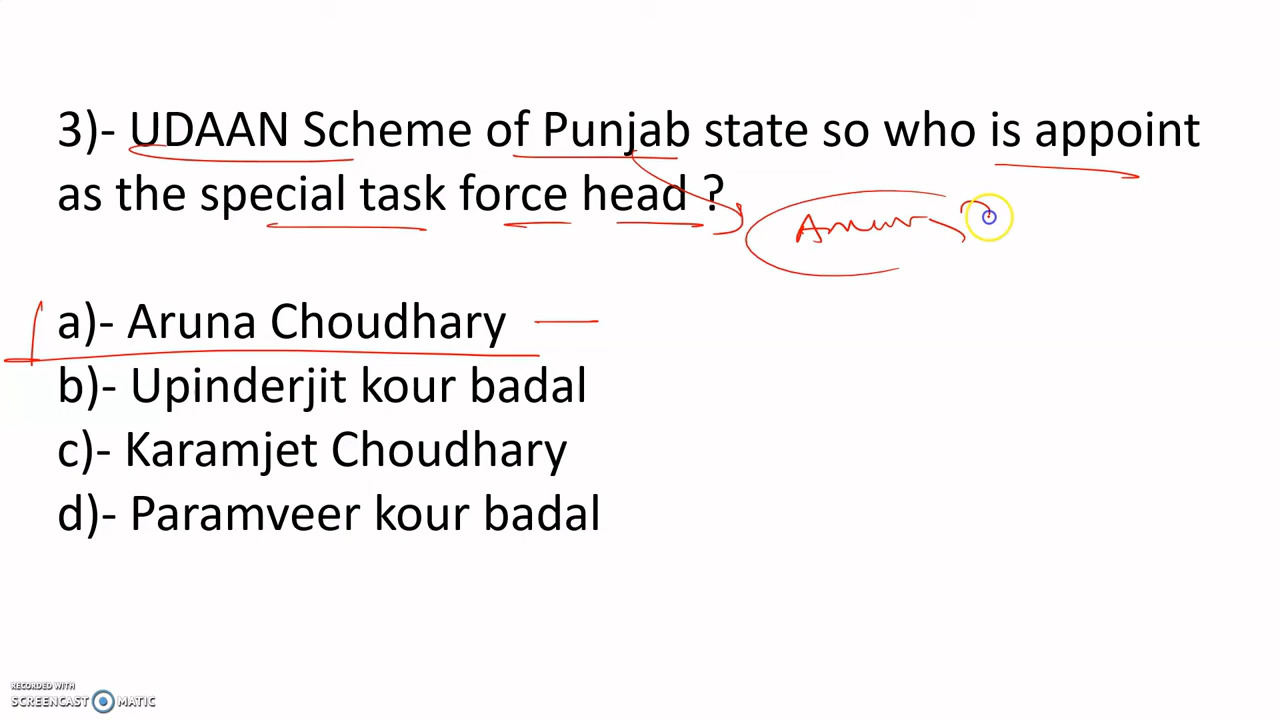 3)- UDAAN Scheme of Punjab state so who is appoint
as the special task force head ?
a)- Aruna Choudhary
b)- Upinderjit kour badal
c)- Karamjet Choudhary
d)- Paramveer kour badal
RECORDED WITH
SCREENCAST MATIC